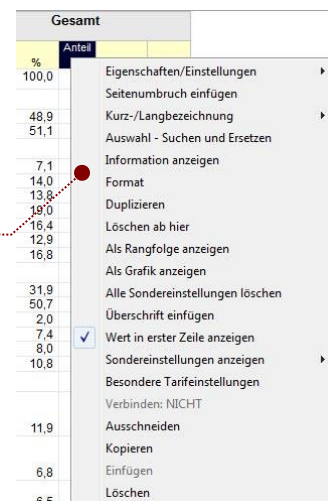 Gesamt
Anteil
%
100,0
48,9
51,1
7,1
14,0
13,8
19,0
16,4
12,9
16,8
31,9
50,7
2,0
7,4
8,0
10,8
11,9
6,8
6,5
Eigenschaften/Einstellungen
Seitenumbruch einfügen
Kurz-/Langbezeichnung
Auswahl - Suchen und Ersetzen
Information anzeigen
Format
Duplizieren
Löschen ab hier
Als Rangfolge anzeigen
Als Grafik anzeigen
Alle Sondereinstellungen löschen
Überschrift einfügen
Wert in erster Zeile anzeigen
Sondereinstellungen anzeigen
Besondere Tarifeinstellungen
Verbinden: NICHT
Ausschneiden
Kopieren
Einfügen
Löschen